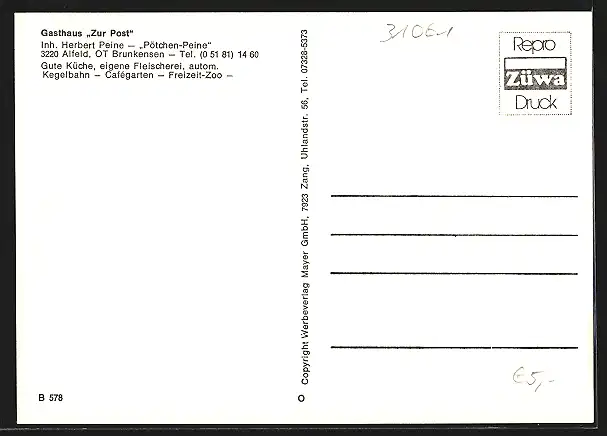 Gasthaus „Zur Post"
Inh. Herbert Peine — „Pötchen-Peine"
3220 Alfeld, OT Brunkensen — Tel. (0 51 81) 14 60
Gute Küche, eigene Fleischerei, autom.
Kegelbahn — Cafégarten — Freizeit-Zoo —
B 578
Copyright Werbeverlag Mayer GmbH, 7923 Zang, Uhlandstr. 56, Tel. 07328-5373
O
310E1
Repro
Züwa
Druck
€5,-